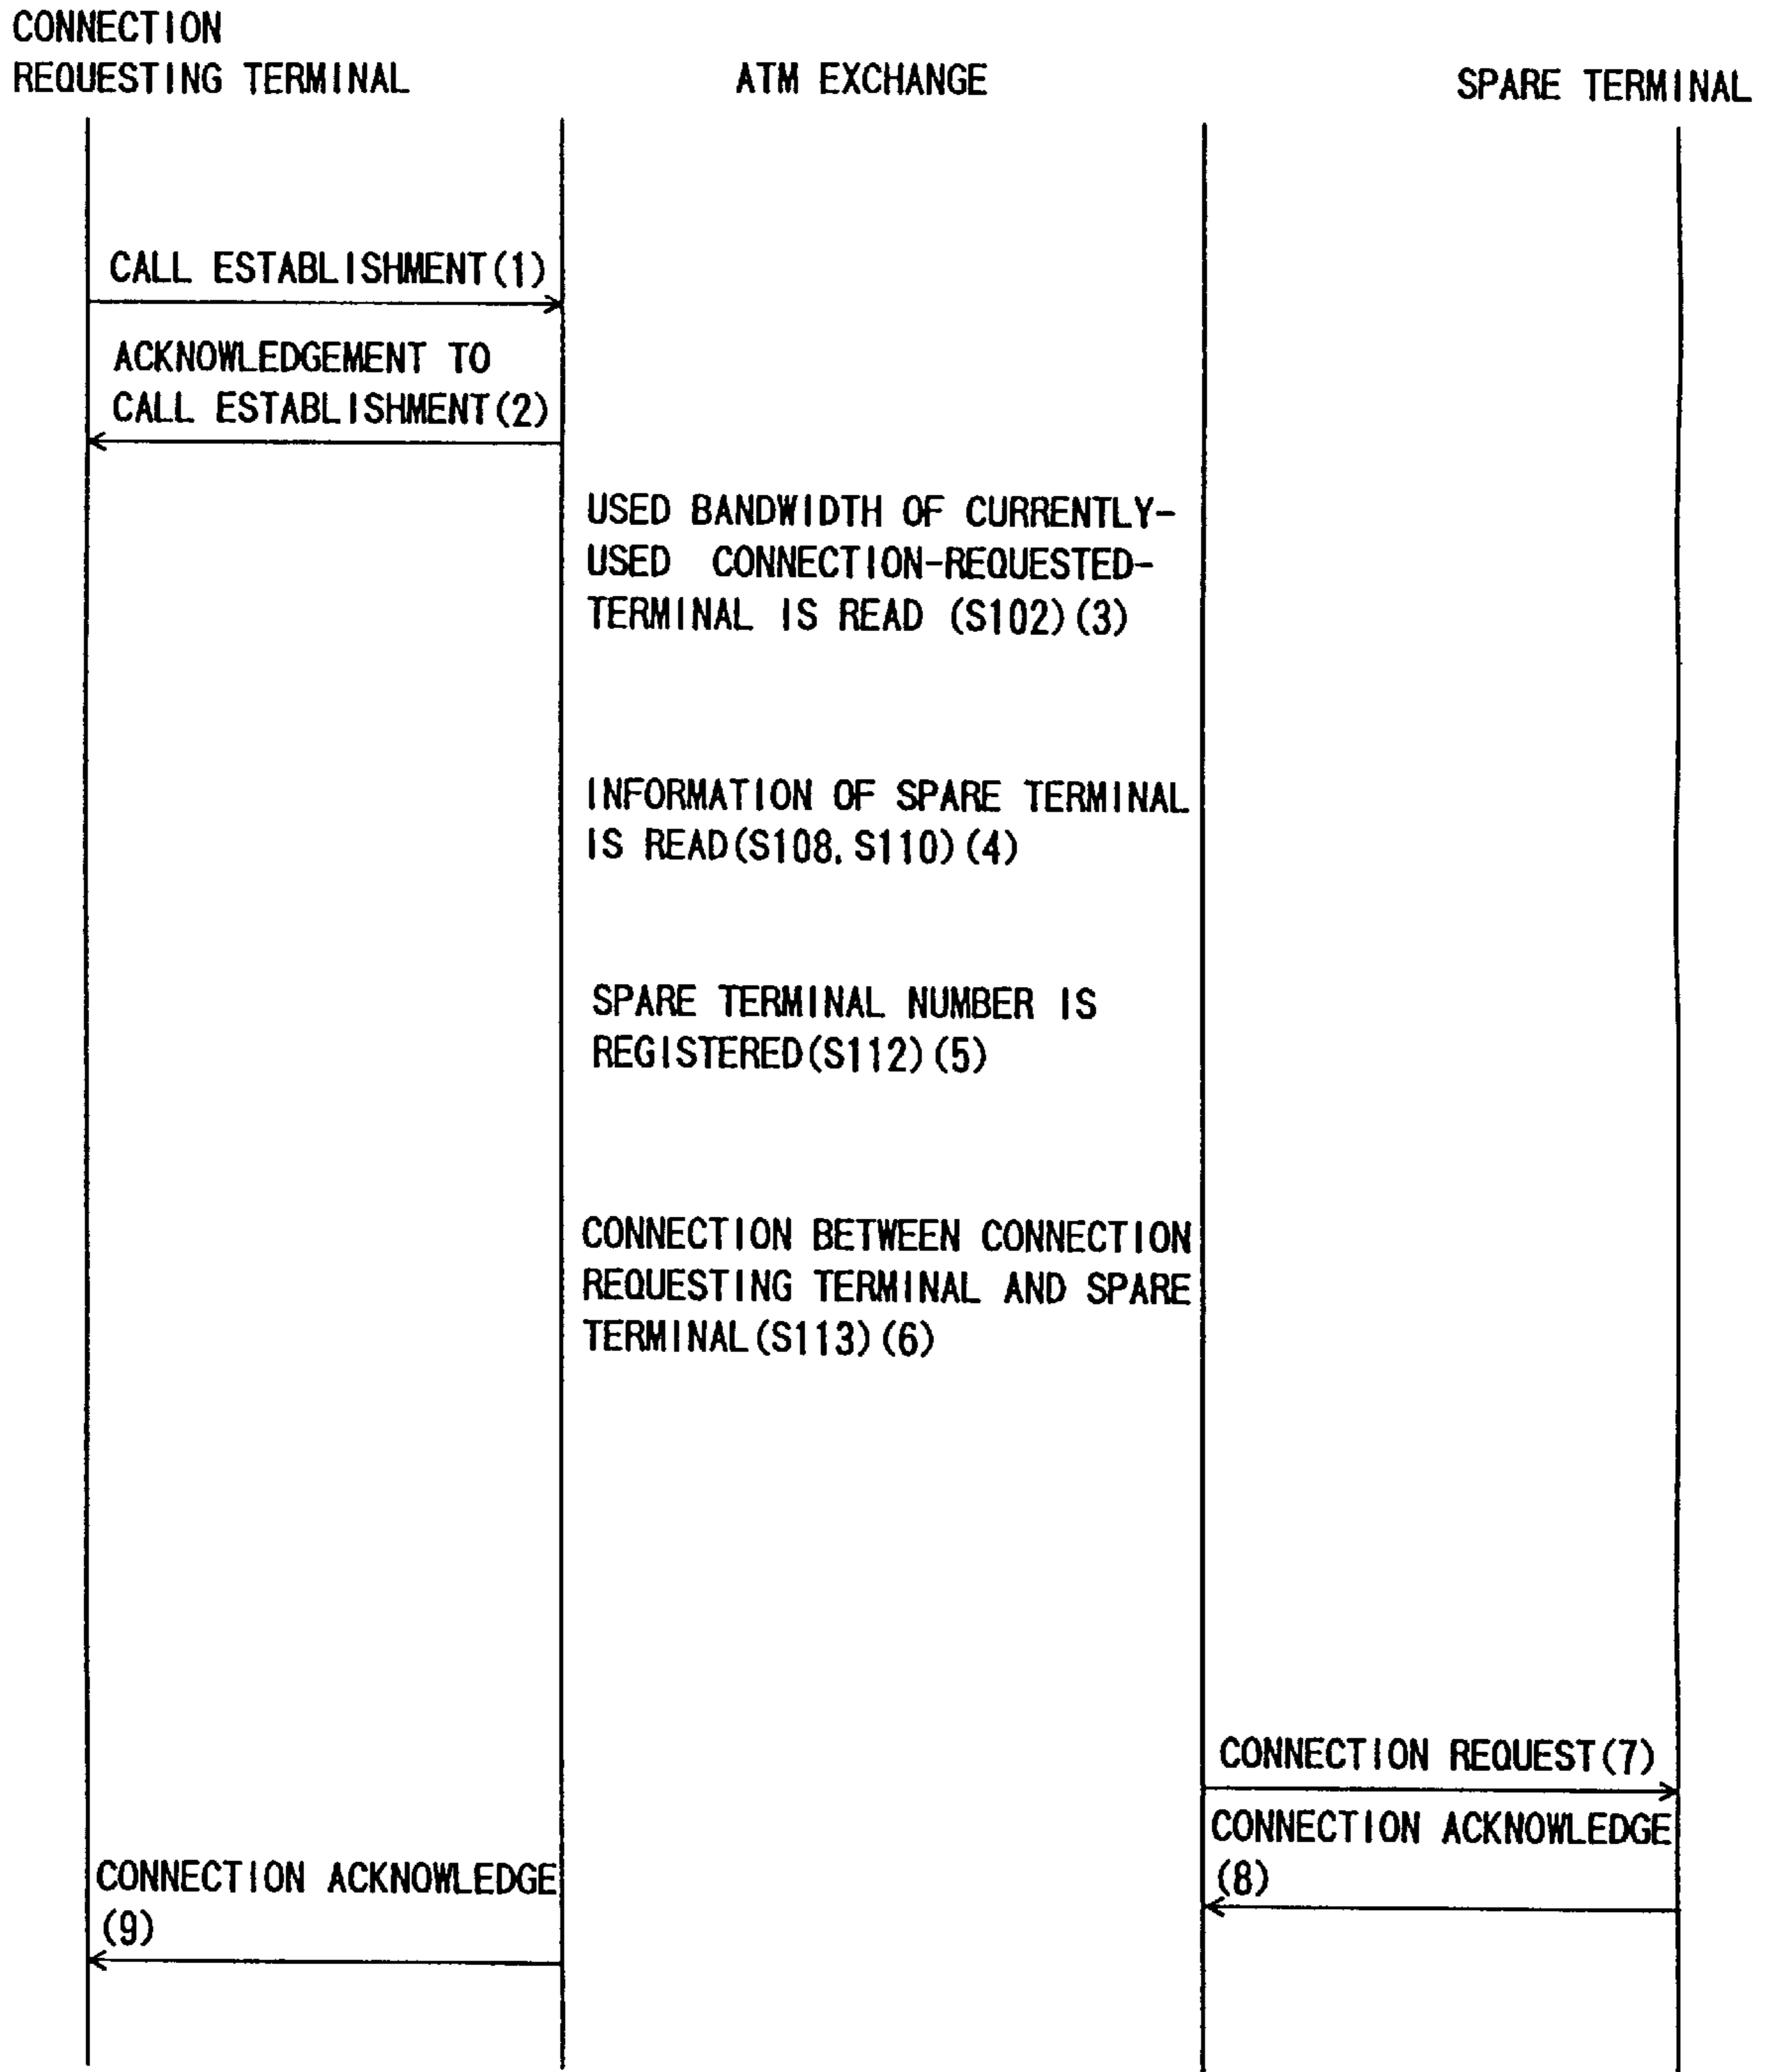 CONNECTION
REQUESTING TERMINAL
ATM EXCHANGE
SPARE TERMINAL
CALL ESTABLISHMENT(1)
ACKNOWLEDGEMENT TO
CALL ESTABLISHMENT(2)
USED BANDWIDTH OF CURRENTLY-
USED CONNECTION-REQUESTED-
TERMINAL IS READ (S102)(3)
INFORMATION OF SPARE TERMINAL
IS READ(S108, S110)(4)
SPARE TERMINAL NUMBER IS
REGISTERED(S112)(5)
CONNECTION BETWEEN CONNECTION
REQUESTING TERMINAL AND SPARE
TERMINAL(S113)(6)
CONNECTION REQUEST(7)
CONNECTION ACKNOWLEDGE
(8)
CONNECTION ACKNOWLEDGE
(9)